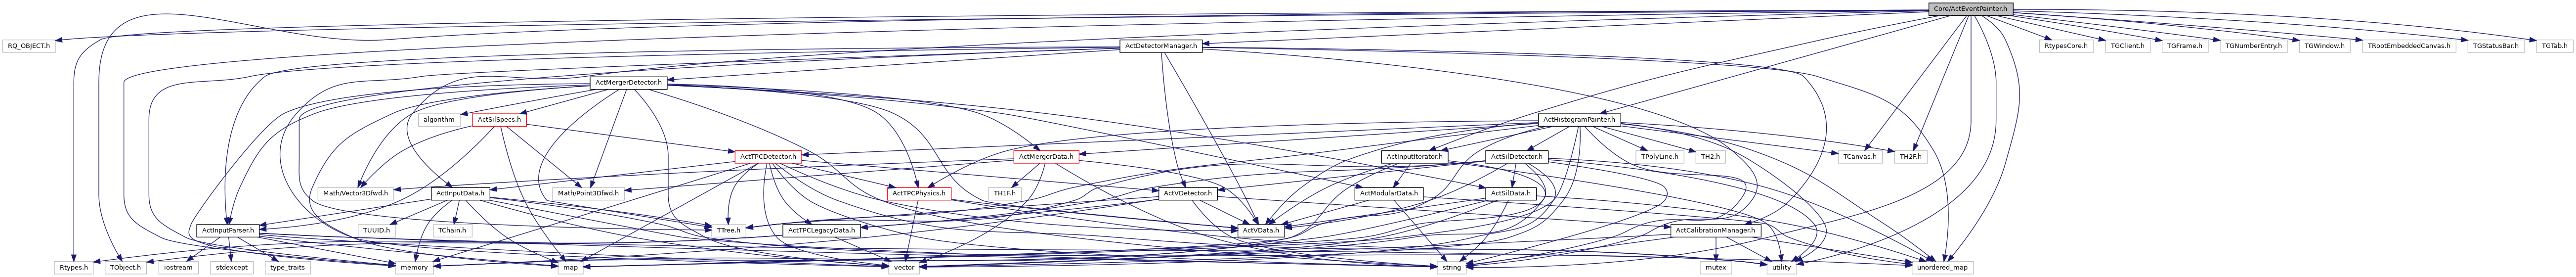 Core/ActEventPainter.h
RQ_OBJECT.h
ActDetectorManager.h
RtypesCore.h
TGClient.h
TGFrame.h
TGNumberEntry.h
TGWindow.h
TRootEmbeddedCanvas.h
TGStatusBar.h
TGTab.h
ActMergerDetector.h
algorithm
ActSilSpecs.h
ActHistogramPainter.h
ActTPCDetector.h
ActMergerData.h
ActInputIterator.h
ActSilDetector.h
TPolyLine.h
TH2.h
TCanvas.h
TH2F.h
Math/Vector3Dfwd.h
ActInputData.h
Math/Point3Dfwd.h
ActTPCPhysics.h
TH1F.h
ActVDetector.h
ActModularData.h
ActSilData.h
ActInputParser.h
TUUID.h
TChain.h
TTree.h
ActTPCLegacyData.h
ActVData.h
ActCalibrationManager.h
Rtypes.h
TObject.h
iostream
stdexcept
type_traits
memory
map
vector
string
mutex
utility
unordered_map